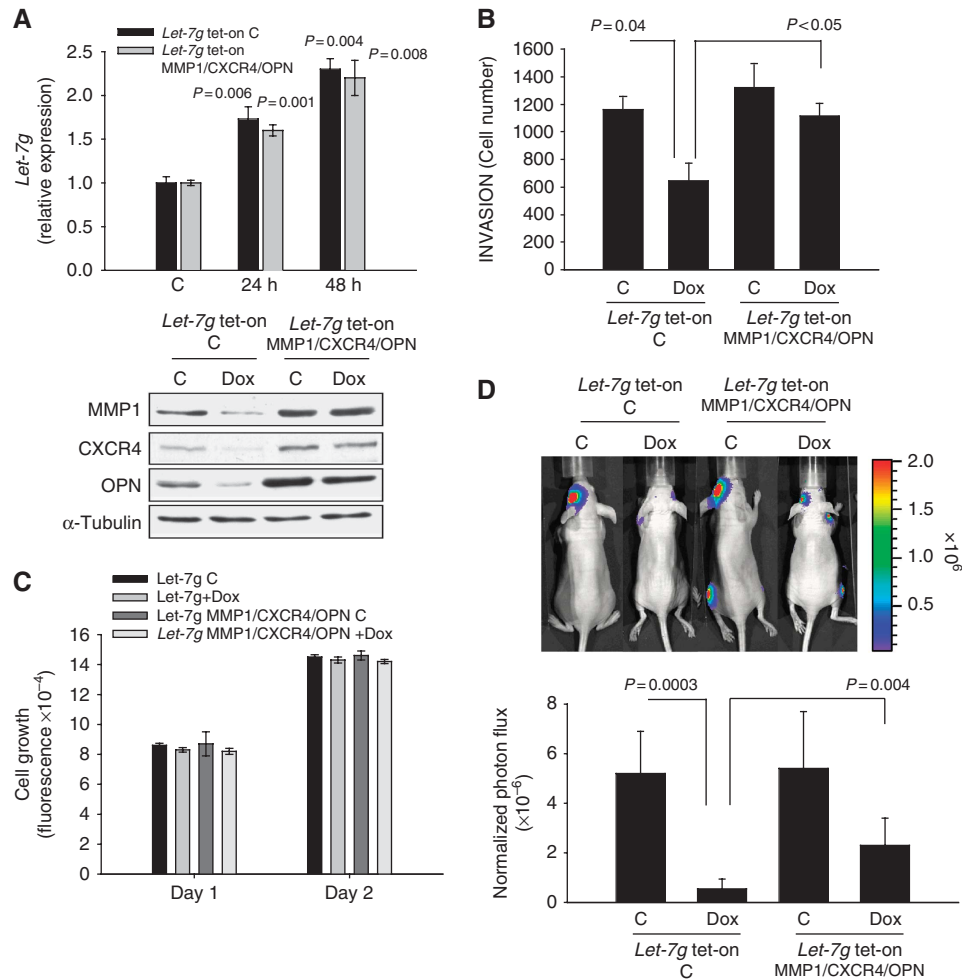 A
Let-7g tet-on C
Let-7g tet-on
MMP1/CXCR4/OPN
P=0.004
P=0.008
P=0.006
P=0.001
2.5
2.0
1.5
1.0
0.5
0.0
Let-7g
(relative expression)
C
24 h
48 h
Let-7g tet-on
C
Let-7g tet-on
MMP1/CXCR4/OPN
C
Dox
C
Dox
MMP1
CXCR4
OPN
α-Tubulin
B
P=0.04
P<0.05
1600
1400
1200
1000
800
600
400
200
0
INVASION (Cell number)
C
Dox
C
Dox
Let-7g tet-on
C
Let-7g tet-on
MMP1/CXCR4/OPN
C
Let-7g C
Let-7g+Dox
Let-7g MMP1/CXCR4/OPN C
Let-7g MMP1/CXCR4/OPN +Dox
16
14
12
10
8
6
4
2
0
Cell growth
(fluorescence ×10⁻⁴)
Day 1
Day 2
D
Let-7g tet-on
C
Let-7g tet-on
MMP1/CXCR4/OPN
C
Dox
C
Dox
2.0
1.5
1.0
0.5
×10⁶
P=0.0003
P=0.004
8
6
4
2
0
Normalized photon flux
(×10⁻⁶)
C
Dox
C
Dox
Let-7g tet-on
C
Let-7g tet-on
MMP1/CXCR4/OPN